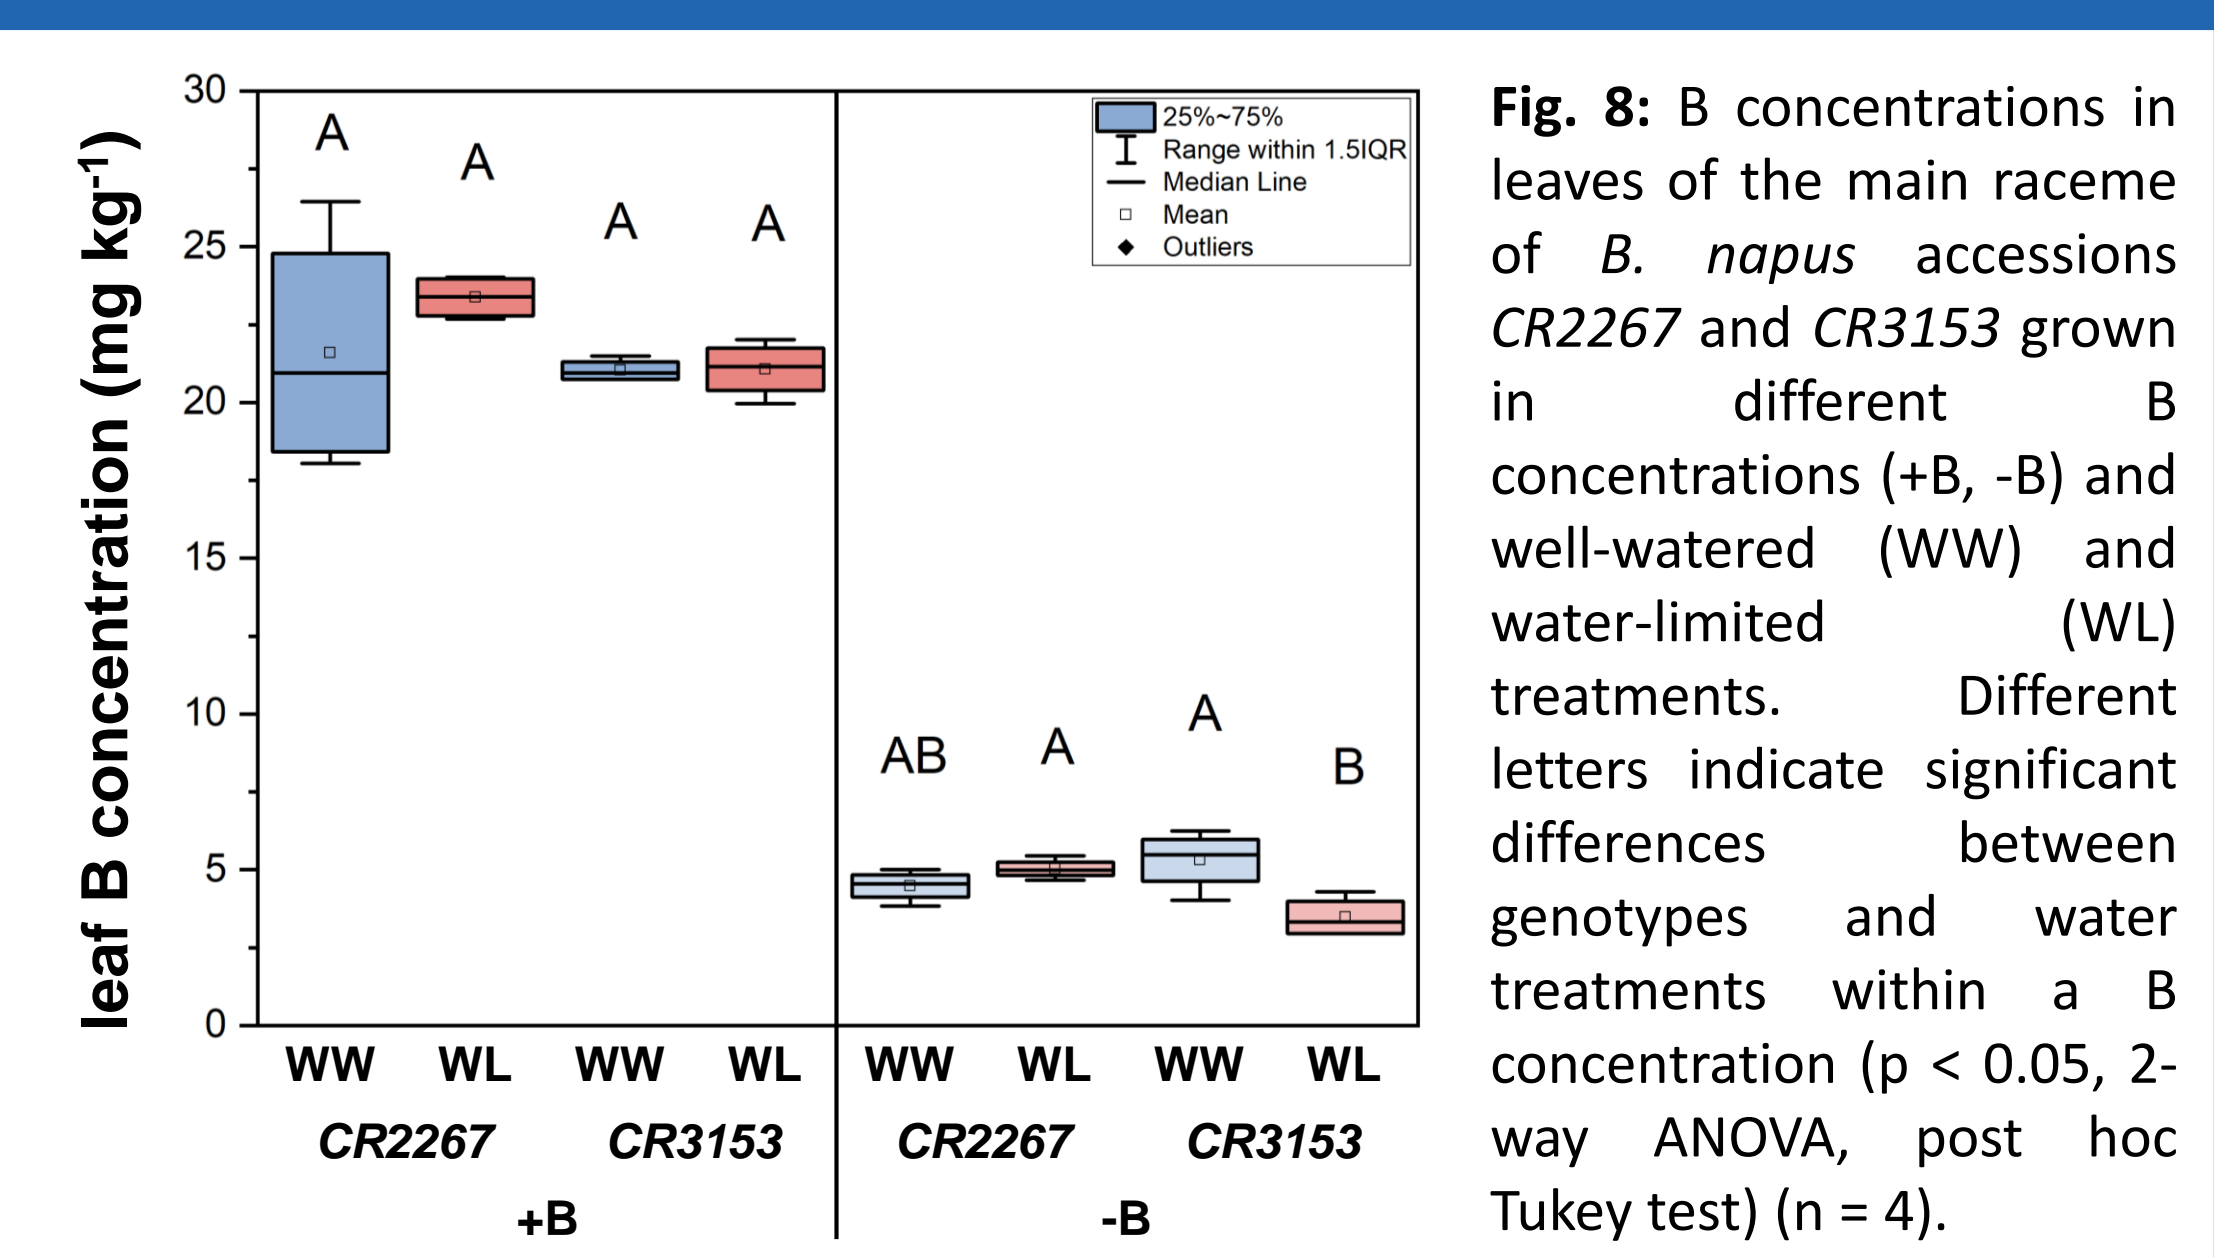 30
25
20
15
10
5
0
leaf B concentration (mg kg-1)
A
A
A
A
AB
A
A
B
25%~75%
Range within 1.5IQR
Median Line
Mean
Outliers
WW WL WW WL WW WL WW WL
CR2267 CR3153 CR2267 CR3153
+B -B
Fig. 8: B concentrations in
leaves of the main raceme
of B. napus accessions
CR2267 and CR3153 grown
in different B
concentrations (+B, -B) and
well-watered (WW) and
water-limited (WL)
treatments. Different
letters indicate significant
differences between
genotypes and water
treatments within a B
concentration (p < 0.05, 2-
way ANOVA, post hoc
Tukey test) (n = 4).